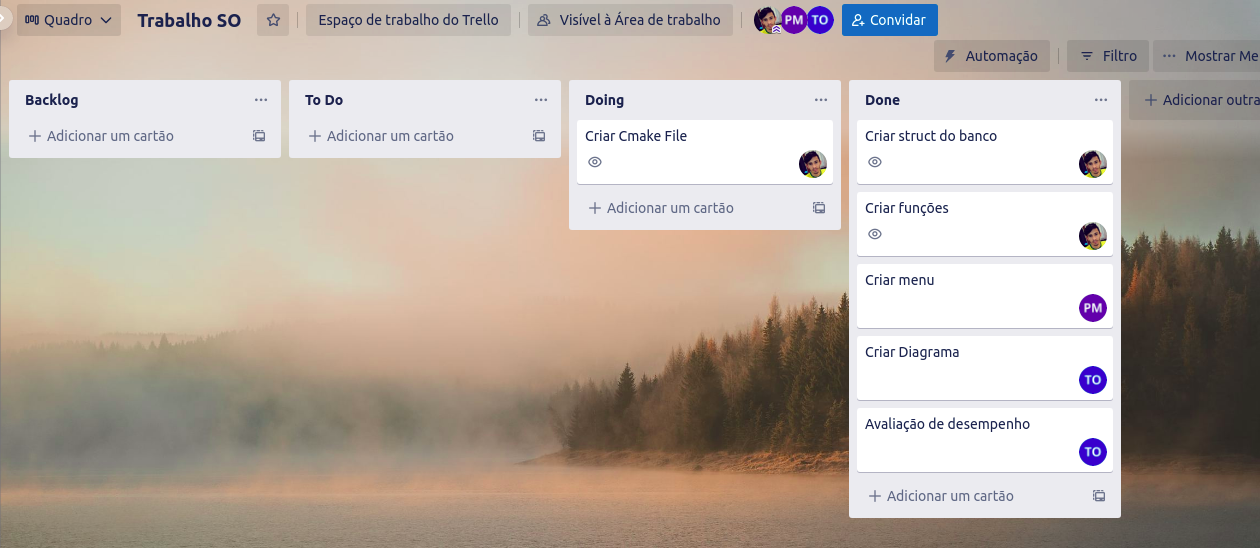 Quadro
Trabalho SO
Espaço de trabalho do Trello
Visível à Área de trabalho
PM
TO
Convidar
Automação
Filtro
Mostrar Me
Backlog
Adicionar um cartão
To Do
Adicionar um cartão
Doing
Criar Cmake File
Adicionar um cartão
Done
Criar struct do banco
Criar funções
Criar menu
PM
Criar Diagrama
TO
Avaliação de desempenho
TO
Adicionar um cartão
Adicionar outra